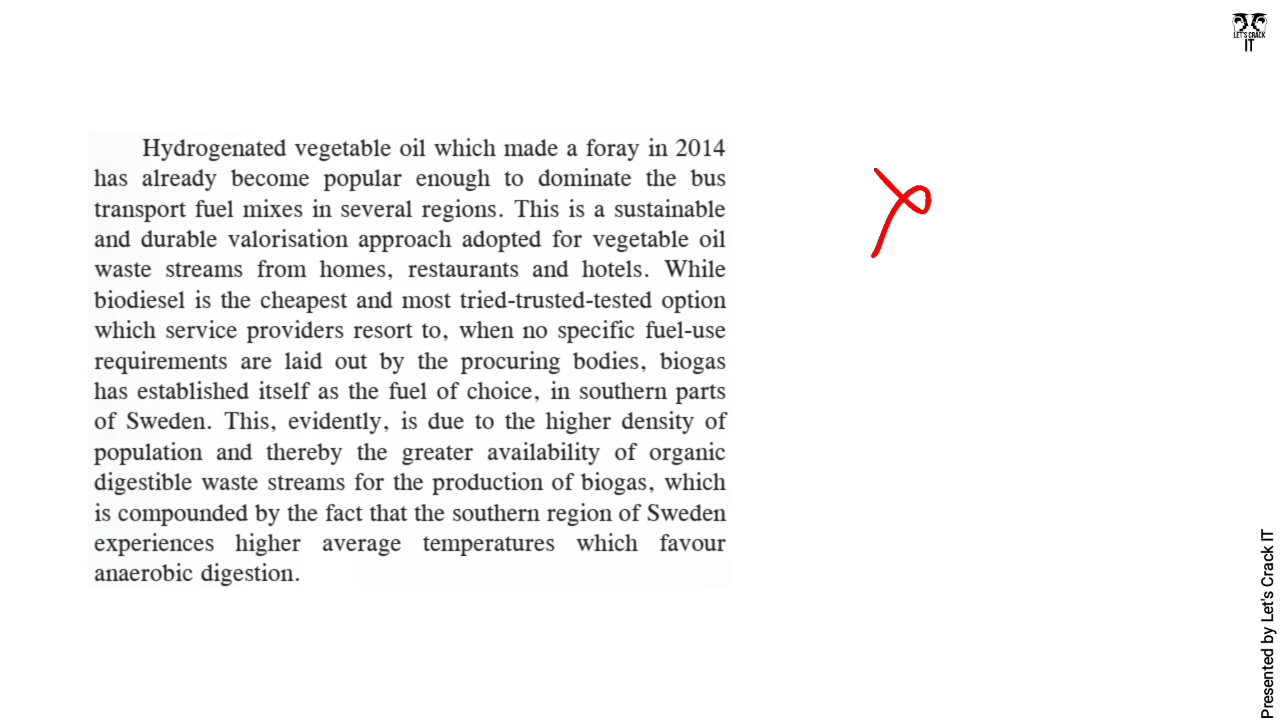 LET'S CRACK
IT
Hydrogenated vegetable oil which made a foray in 2014
has already become popular enough to dominate the bus
transport fuel mixes in several regions. This is a sustainable
and durable valorisation approach adopted for vegetable oil
waste streams from homes, restaurants and hotels. While
biodiesel is the cheapest and most tried-trusted-tested option
which service providers resort to, when no specific fuel-use
requirements are laid out by the procuring bodies, biogas
has established itself as the fuel of choice, in southern parts
of Sweden. This, evidently, is due to the higher density of
population and thereby the greater availability of organic
digestible waste streams for the production of biogas, which
is compounded by the fact that the southern region of Sweden
experiences higher average temperatures which favour
anaerobic digestion.
Presented by Let's Crack IT